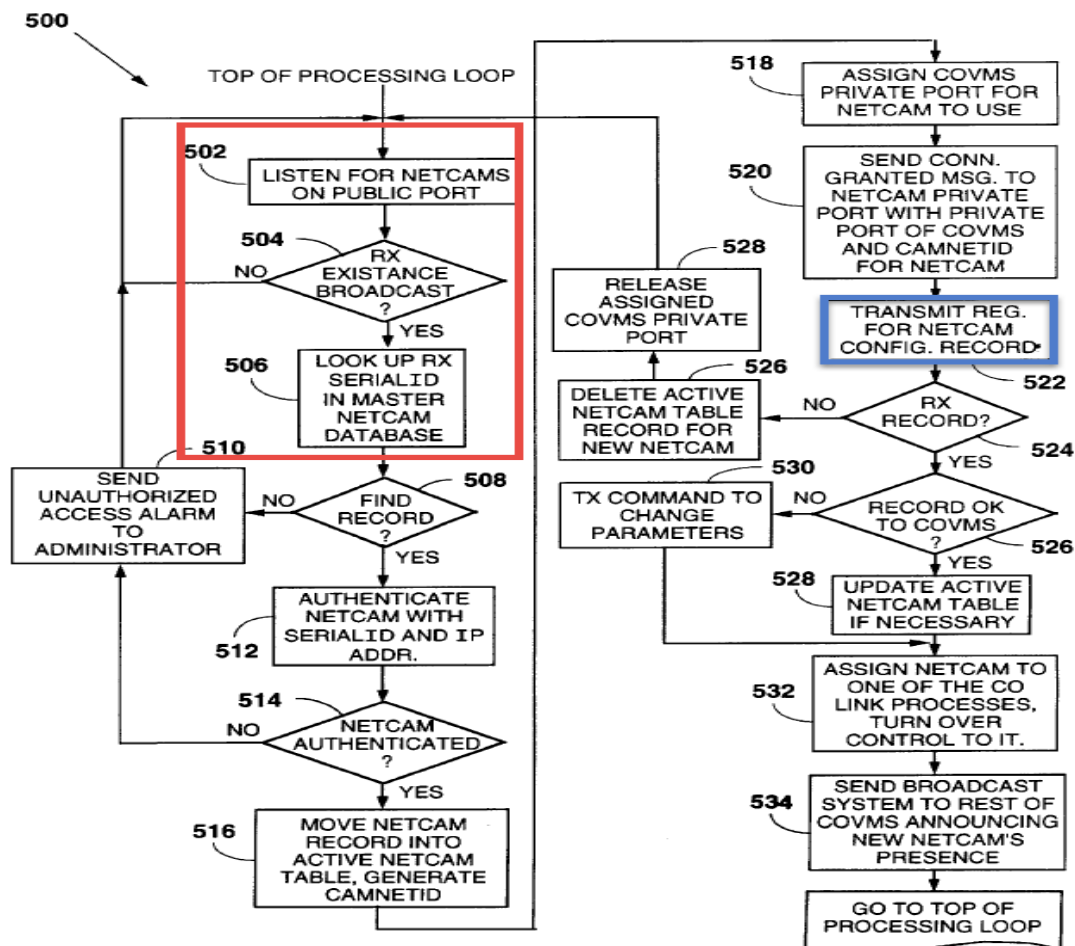 500
TOP OF PROCESSING LOOP
502
LISTEN FOR NETCAMS
ON PUBLIC PORT
504
RX
EXISTANCE
BROADCAST
?
NO
YES
506
LOOK UP RX
SERIALID
IN MASTER
NETCAM
DATABASE
510
SEND
UNAUTHORIZED
ACCESS ALARM
TO
ADMINISTRATOR
508
FIND
RECORD
?
NO
YES
512
AUTHENTICATE
NETCAM WITH
SERIALID AND IP
ADDR.
514
NETCAM
AUTHENTICATED
?
NO
YES
516
MOVE NETCAM
RECORD INTO
ACTIVE NETCAM
TABLE, GENERATE
CAMNETID
518
ASSIGN COVMS
PRIVATE PORT FOR
NETCAM TO USE
520
SEND CONN.
GRANTED MSG. TO
NETCAM PRIVATE
PORT WITH PRIVATE
PORT OF COVMS
AND CAMNETID
FOR NETCAM
TRANSMIT REG.
FOR NETCAM
CONFIG. RECORD
522
RX
RECORD?
524
NO
YES
526
DELETE ACTIVE
NETCAM TABLE
RECORD FOR
NEW NETCAM
528
RELEASE
ASSIGNED
COVMS PRIVATE
PORT
RECORD OK
TO COVMS
?
526
NO
YES
530
TX COMMAND TO
CHANGE
PARAMETERS
528
UPDATE ACTIVE
NETCAM TABLE
IF NECESSARY
532
ASSIGN NETCAM TO
ONE OF THE CO
LINK PROCESSES,
TURN OVER
CONTROL TO IT.
534
SEND BROADCAST
SYSTEM TO REST OF
COVMS ANNOUNCING
NEW NETCAM'S
PRESENCE
GO TO TOP OF
PROCESSING LOOP